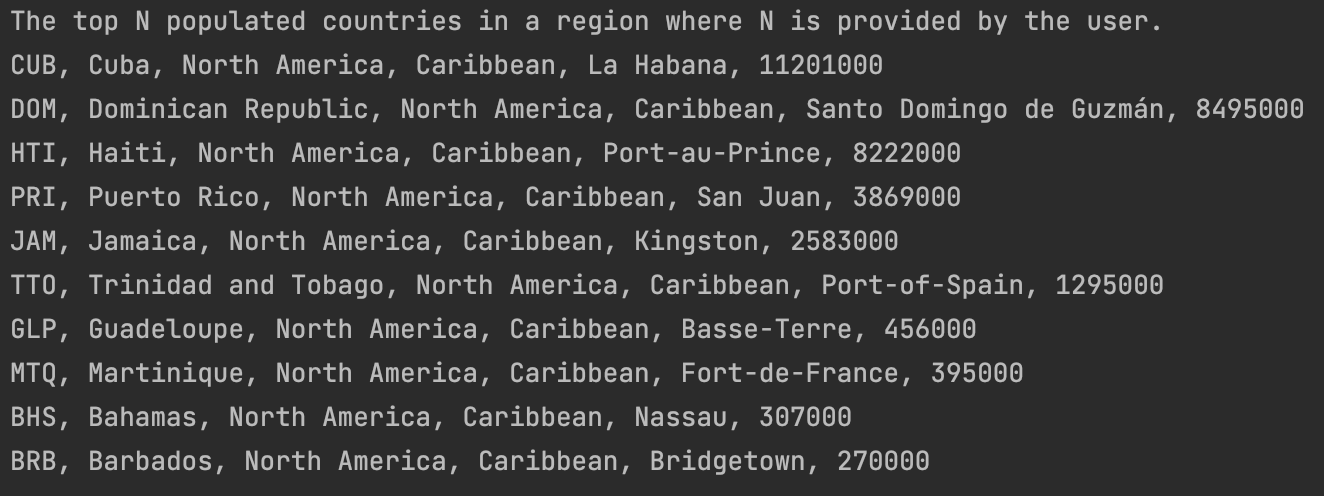 The top N populated countries in a region where N is provided by the user.
CUB, Cuba, North America, Caribbean, La Habana, 11201000
DOM, Dominican Republic, North America, Caribbean, Santo Domingo de Guzmán, 8495000
HTI, Haiti, North America, Caribbean, Port-au-Prince, 8222000
PRI, Puerto Rico, North America, Caribbean, San Juan, 3869000
JAM, Jamaica, North America, Caribbean, Kingston, 2583000
TTO, Trinidad and Tobago, North America, Caribbean, Port-of-Spain, 1295000
GLP, Guadeloupe, North America, Caribbean, Basse-Terre, 456000
MTQ, Martinique, North America, Caribbean, Fort-de-France, 395000
BHS, Bahamas, North America, Caribbean, Nassau, 307000
BRB, Barbados, North America, Caribbean, Bridgetown, 270000